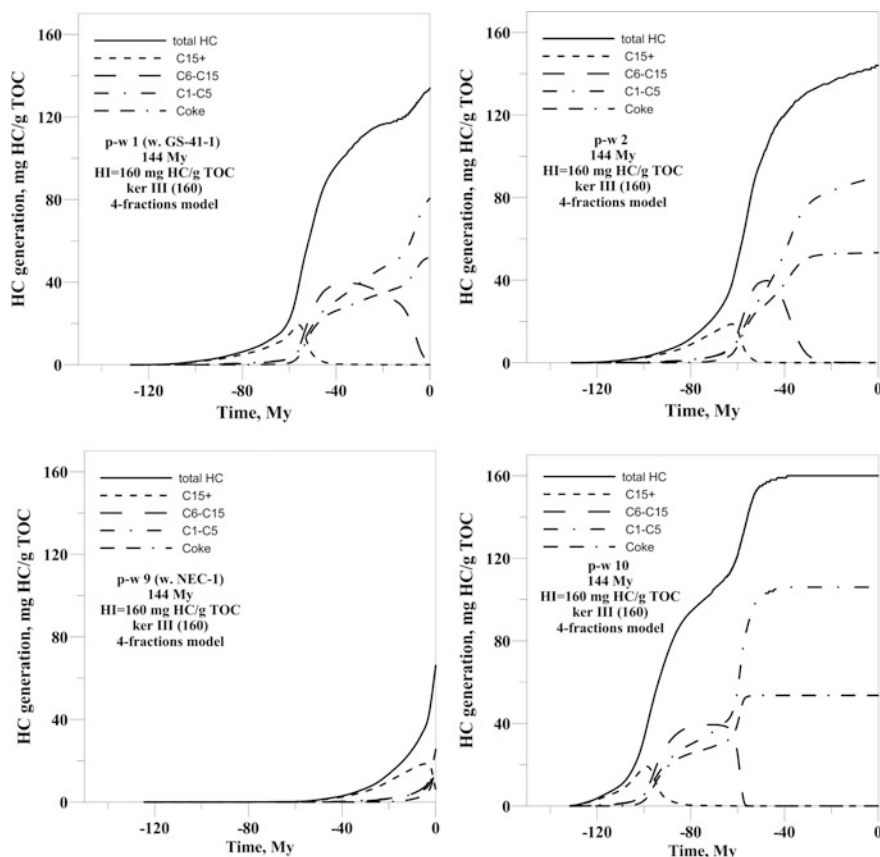 160
120
80
40
0
HC generation, mg HC/g TOC
total HC
C15+
C6-C15
C1-C5
Coke
p-w 1 (w. GS-41-1)
144 My
HI=160 mg HC/g TOC
ker III (160)
4-fractions model
-120
-80
-40
0
Time, My
160
120
80
40
0
HC generation, mg HC/g TOC
total HC
C15+
C6-C15
C1-C5
Coke
p-w 2
144 My
HI=160 mg HC/g TOC
ker III (160)
4-fractions model
-120
-80
-40
0
Time, My
160
120
80
40
0
HC generation, mg HC/g TOC
total HC
C15+
C6-C15
C1-C5
Coke
p-w 9 (w. NEC-1)
144 My
HI=160 mg HC/g TOC
ker III (160)
4-fractions model
-120
-80
-40
0
Time, My
160
120
80
40
0
HC generation, mg HC/g TOC
total HC
C15+
C6-C15
C1-C5
Coke
p-w 10
144 My
HI=160 mg HC/g TOC
ker III (160)
4-fractions model
-120
-80
-40
0
Time, My